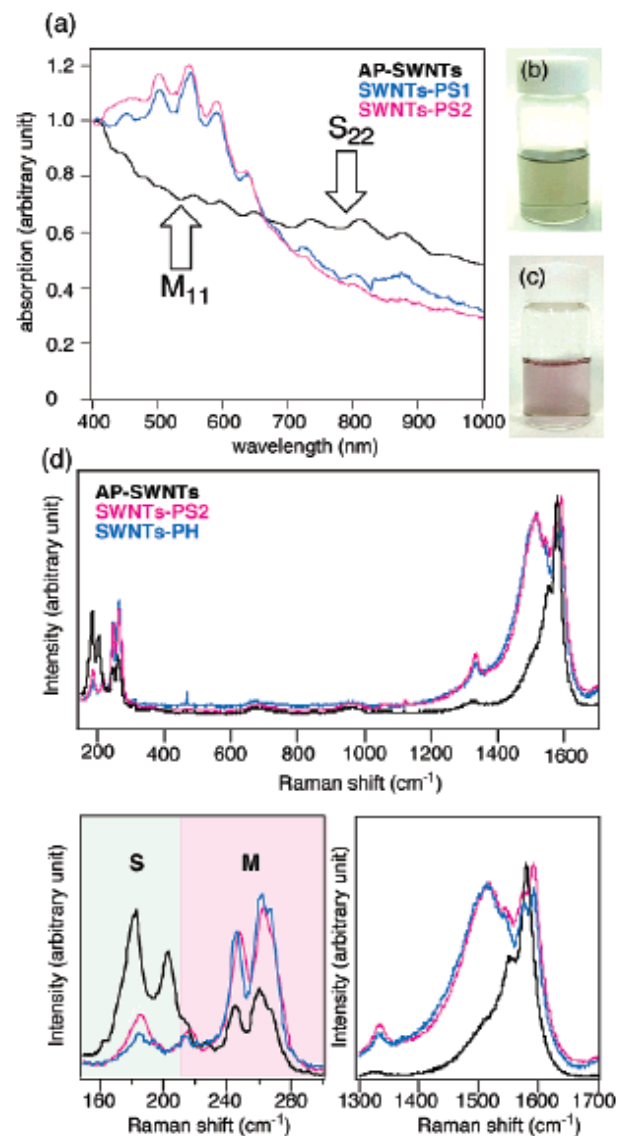 (a)
1.2
1.0
0.8
0.6
0.4
1.2
0
absorption (arbitrary unit)
AP-SWNTs
SWNTs-PS1
SWNTs-PS2
S22
M11
400 500 600 700 800 900 1000
wavelength (nm)
(b)
(c)
(d)
AP-SWNTs
SWNTs-PS2
SWNTs-PH
Intensity (arbitrary unit)
200 400 600 800 1000 1200 1400 1600
Raman shift (cm-1)
S M
Intensity (arbitrary unit)
160 200 240 280
Raman shift (cm-1)
Intensity (arbitrary unit)
1300 1400 1500 1600 1700
Raman shift (cm-1)